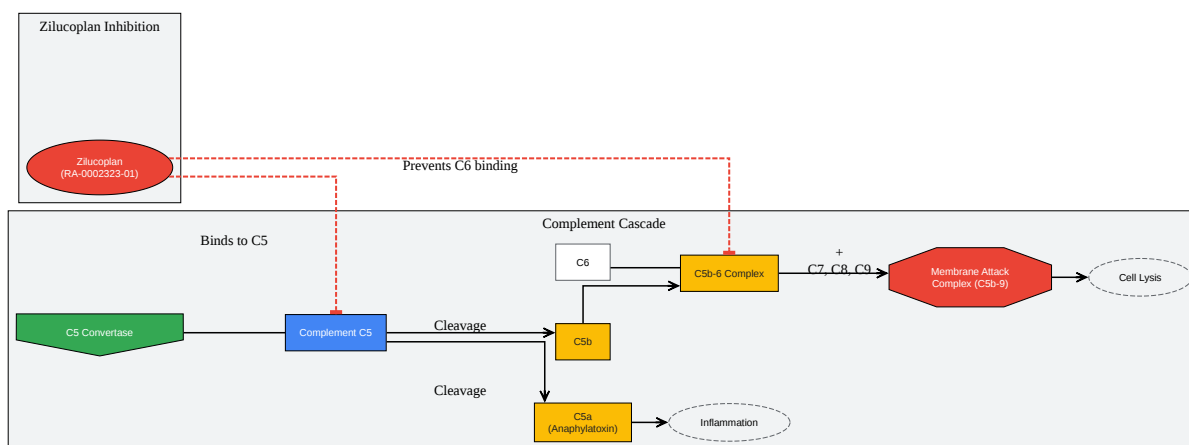 Zilucoplan Inhibition
Zilucoplan
(RA-0002323-01)
Prevents C6 binding
Complement Cascade
Binds to C5
C6
C5b-6 Complex
+
C7, C8, C9
Membrane Attack
Complex (C5b-9)
Cell Lysis
C5 Convertase
Complement C5
Cleavage
C5b
Cleavage
C5a
(Anaphylatoxin)
Inflammation